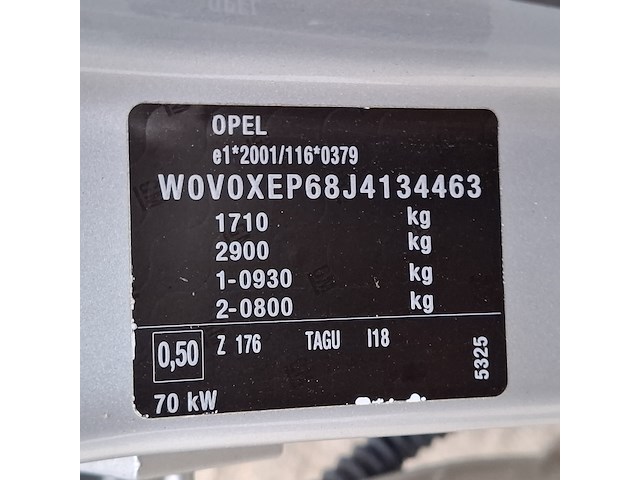 OPEL
OPEL
e1*2001/116*0379
W0V0XEP68J4134463
1710 kg
2900 kg
1-0930 kg
2-0800 kg
0,50 Z 176 TAGU I18
5325
70 kW